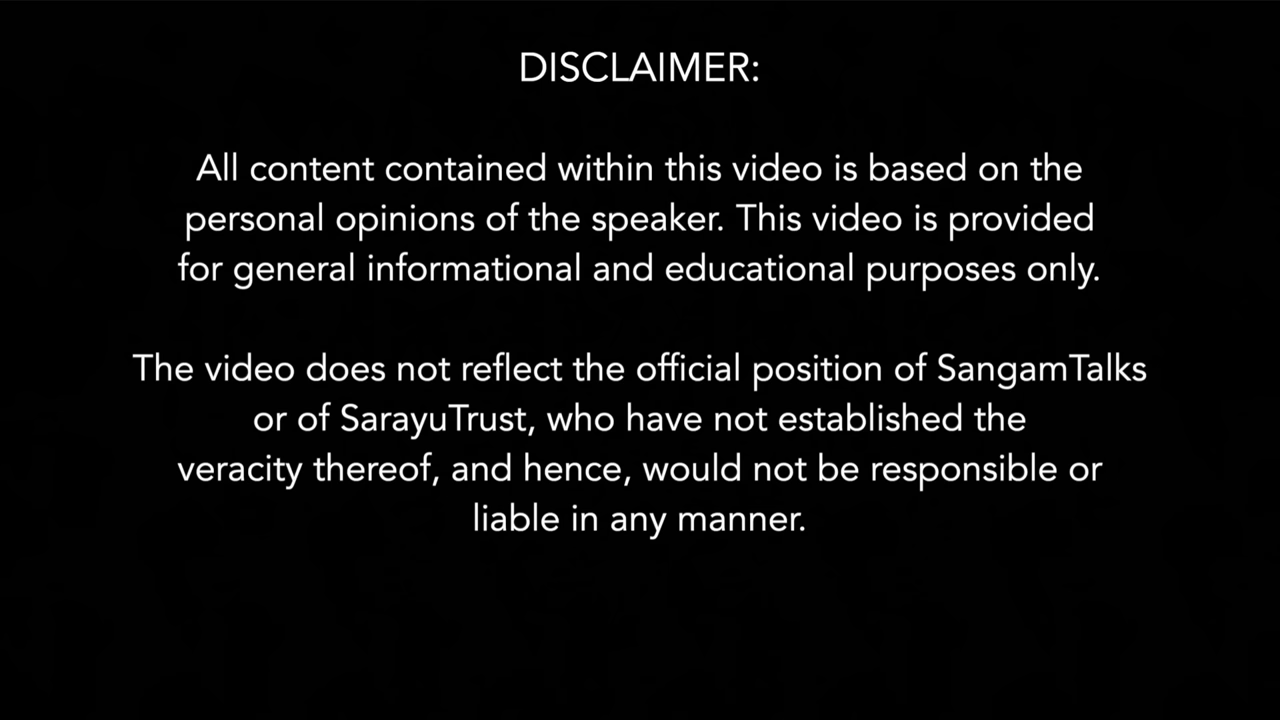 DISCLAIMER:
All content contained within this video is based on the
personal opinions of the speaker. This video is provided
for general informational and educational purposes only.
The video does not reflect the official position of SangamTalks
or of SarayuTrust, who have not established the
veracity thereof, and hence, would not be responsible or
liable in any manner.